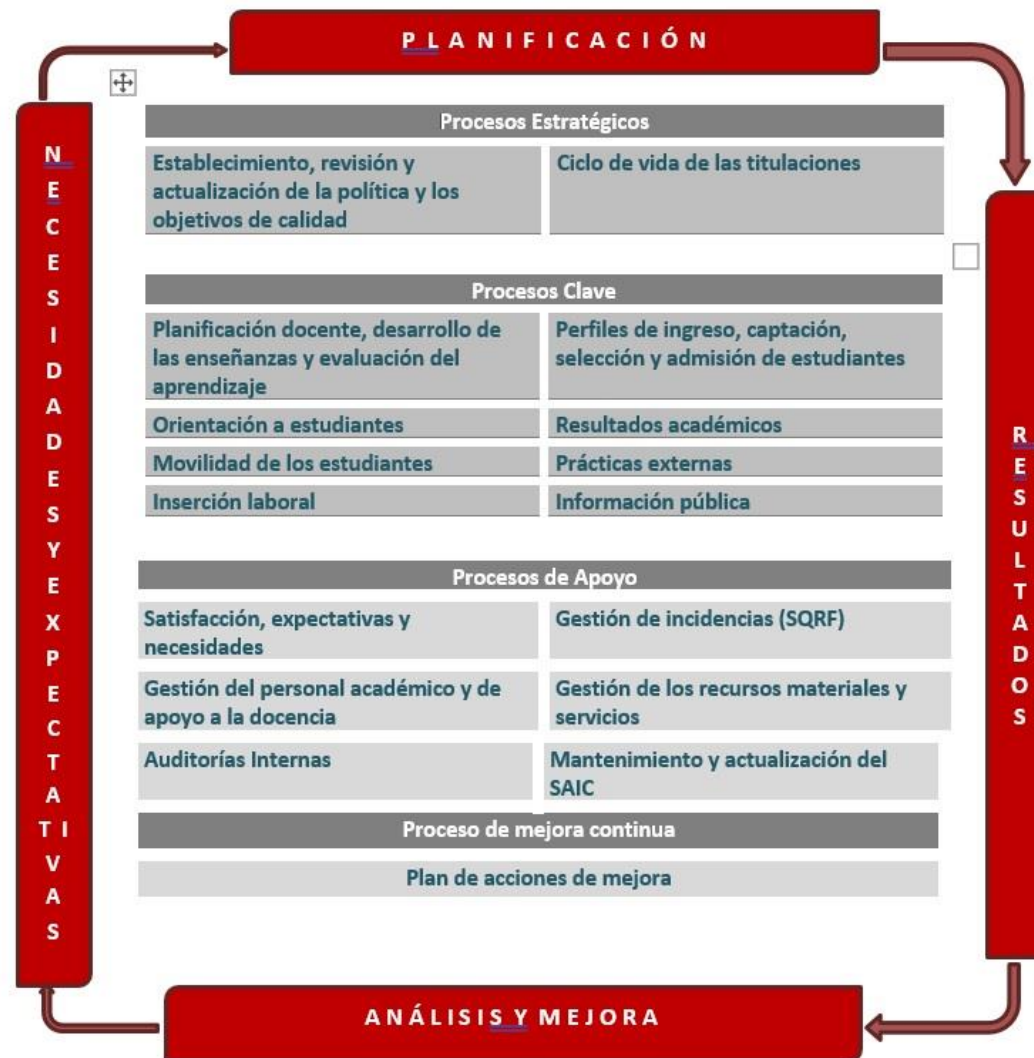 PLANIFICACIÓN
NECESIDADES Y EXPECTATIVAS
Procesos Estratégicos
Establecimiento, revisión y
actualización de la política y los
objetivos de calidad
Ciclo de vida de las titulaciones
Procesos Clave
Planificación docente, desarrollo de
las enseñanzas y evaluación del
aprendizaje
Perfiles de ingreso, captación,
selección y admisión de estudiantes
Orientación a estudiantes
Resultados académicos
Movilidad de los estudiantes
Prácticas externas
Inserción laboral
Información pública
Procesos de Apoyo
Satisfacción, expectativas y
necesidades
Gestión de incidencias (SQRF)
Gestión del personal académico y de
apoyo a la docencia
Gestión de los recursos materiales y
servicios
Auditorías Internas
Mantenimiento y actualización del
SAIC
Proceso de mejora continua
Plan de acciones de mejora
RESULTADOS
ANÁLISIS Y MEJORA